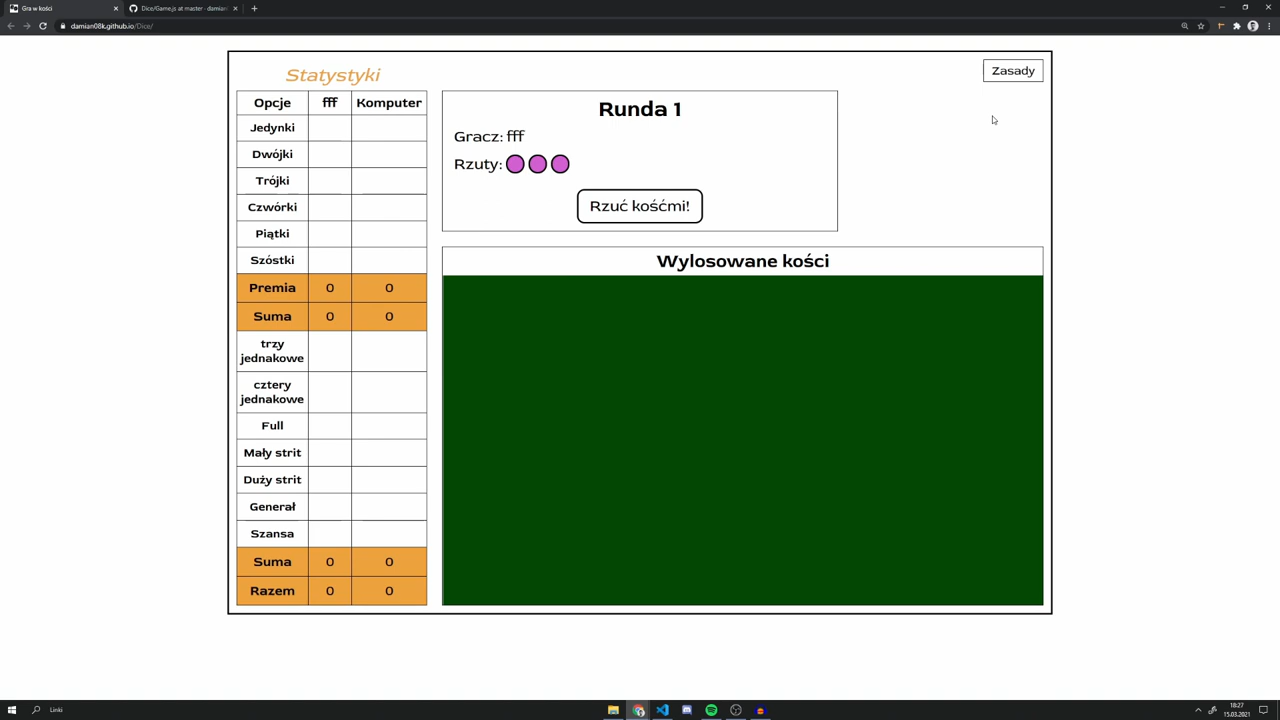 Gra w kości
Dice/Game.js at master · damian
damian08k.github.io/Dice/
Statystyki
Zasady
Opcje fff Komputer
Jedynki
Dwójki
Trójki
Czwórki
Piątki
Szóstki
Premia 0 0
Suma 0 0
trzy
jednakowe
cztery
jednakowe
Full
Mały strit
Duży strit
Generał
Szansa
Suma 0 0
Razem 0 0
Runda 1
Gracz: fff
Rzuty:
Rzuć kośćmi!
Wylosowane kości
Linki
18:27
15.03.2021